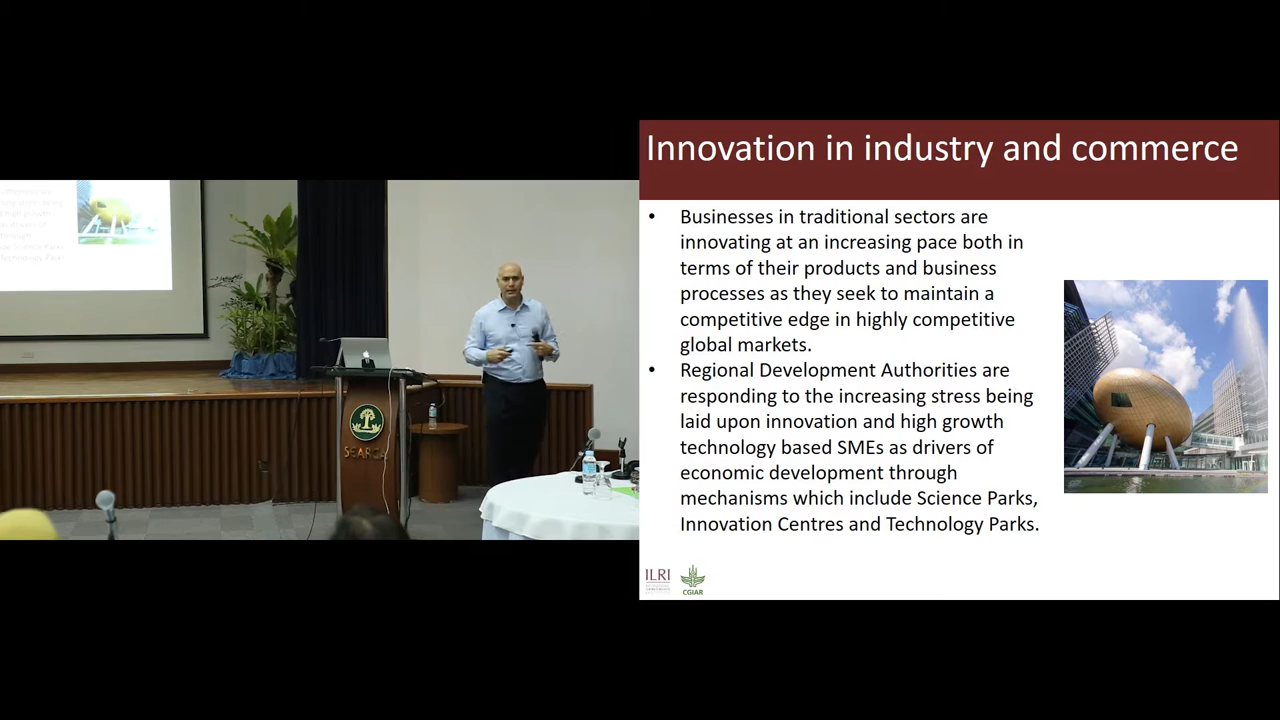 Innovation in industry and commerce
• Businesses in traditional sectors are
innovating at an increasing pace both in
terms of their products and business
processes as they seek to maintain a
competitive edge in highly competitive
global markets.
• Regional Development Authorities are
responding to the increasing stress being
laid upon innovation and high growth
technology based SMEs as drivers of
economic development through
mechanisms which include Science Parks,
Innovation Centres and Technology Parks.
ILRI
CGIAR
SEARCA